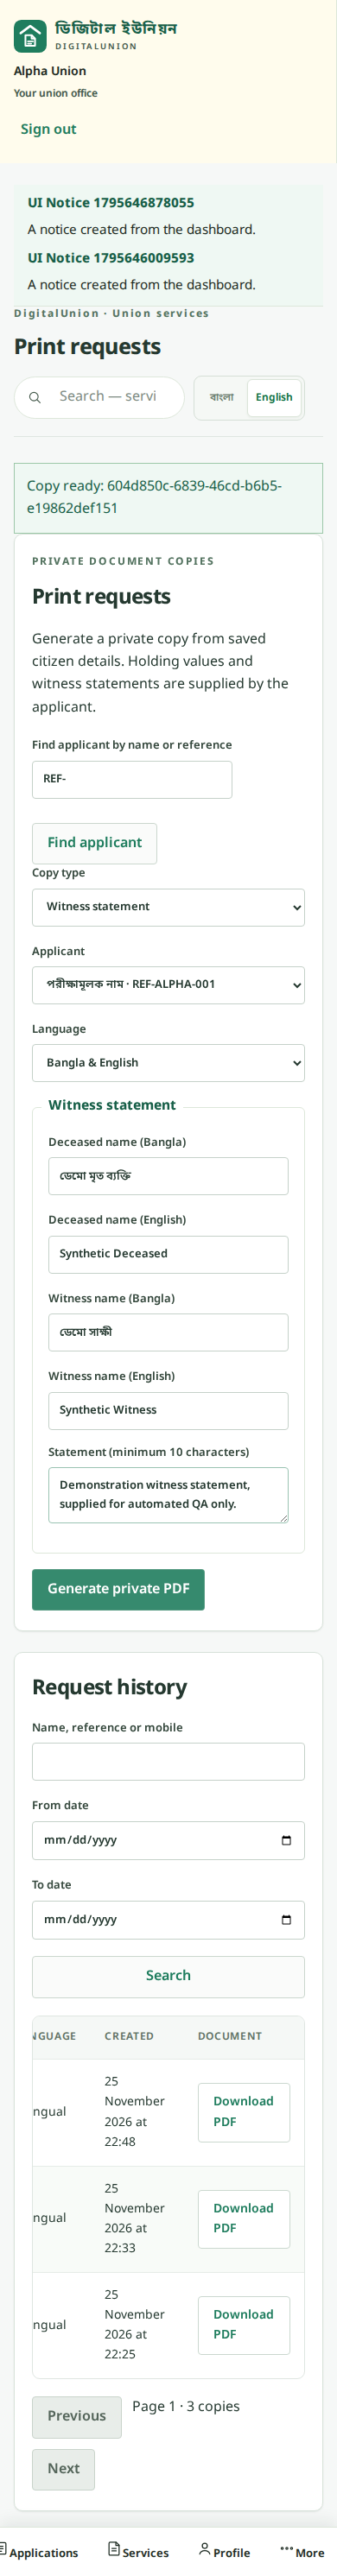 ডিজিটাল ইউনিয়ন
DIGITALUNION
Alpha Union
Your union office
Sign out
UI Notice 1795646878055
A notice created from the dashboard.
UI Notice 1795646009593
A notice created from the dashboard.
DigitalUnion · Union services
Print requests
Search — servi
বাংলা
English
Copy ready: 604d850c-6839-46cd-b6b5-
e19862def151
PRIVATE DOCUMENT COPIES
Print requests
Generate a private copy from saved
citizen details. Holding values and
witness statements are supplied by the
applicant.
Find applicant by name or reference
REF-
Find applicant
Copy type
Witness statement
Applicant
পরীক্ষামূলক নাম · REF-ALPHA-001
Language
Bangla & English
Witness statement
Deceased name (Bangla)
ডেমো মৃত ব্যক্তি
Deceased name (English)
Synthetic Deceased
Witness name (Bangla)
ডেমো সাক্ষী
Witness name (English)
Synthetic Witness
Statement (minimum 10 characters)
Demonstration witness statement,
supplied for automated QA only.
Generate private PDF
Request history
Name, reference or mobile
From date
mm/dd/yyyy
To date
mm/dd/yyyy
Search
NGUAGE CREATED DOCUMENT
ngual
25
November
2026 at
22:48
Download
PDF
ngual
25
November
2026 at
22:33
Download
PDF
ngual
25
November
2026 at
22:25
Download
PDF
Previous
Page 1 · 3 copies
Next
Applications
Services
Profile
More